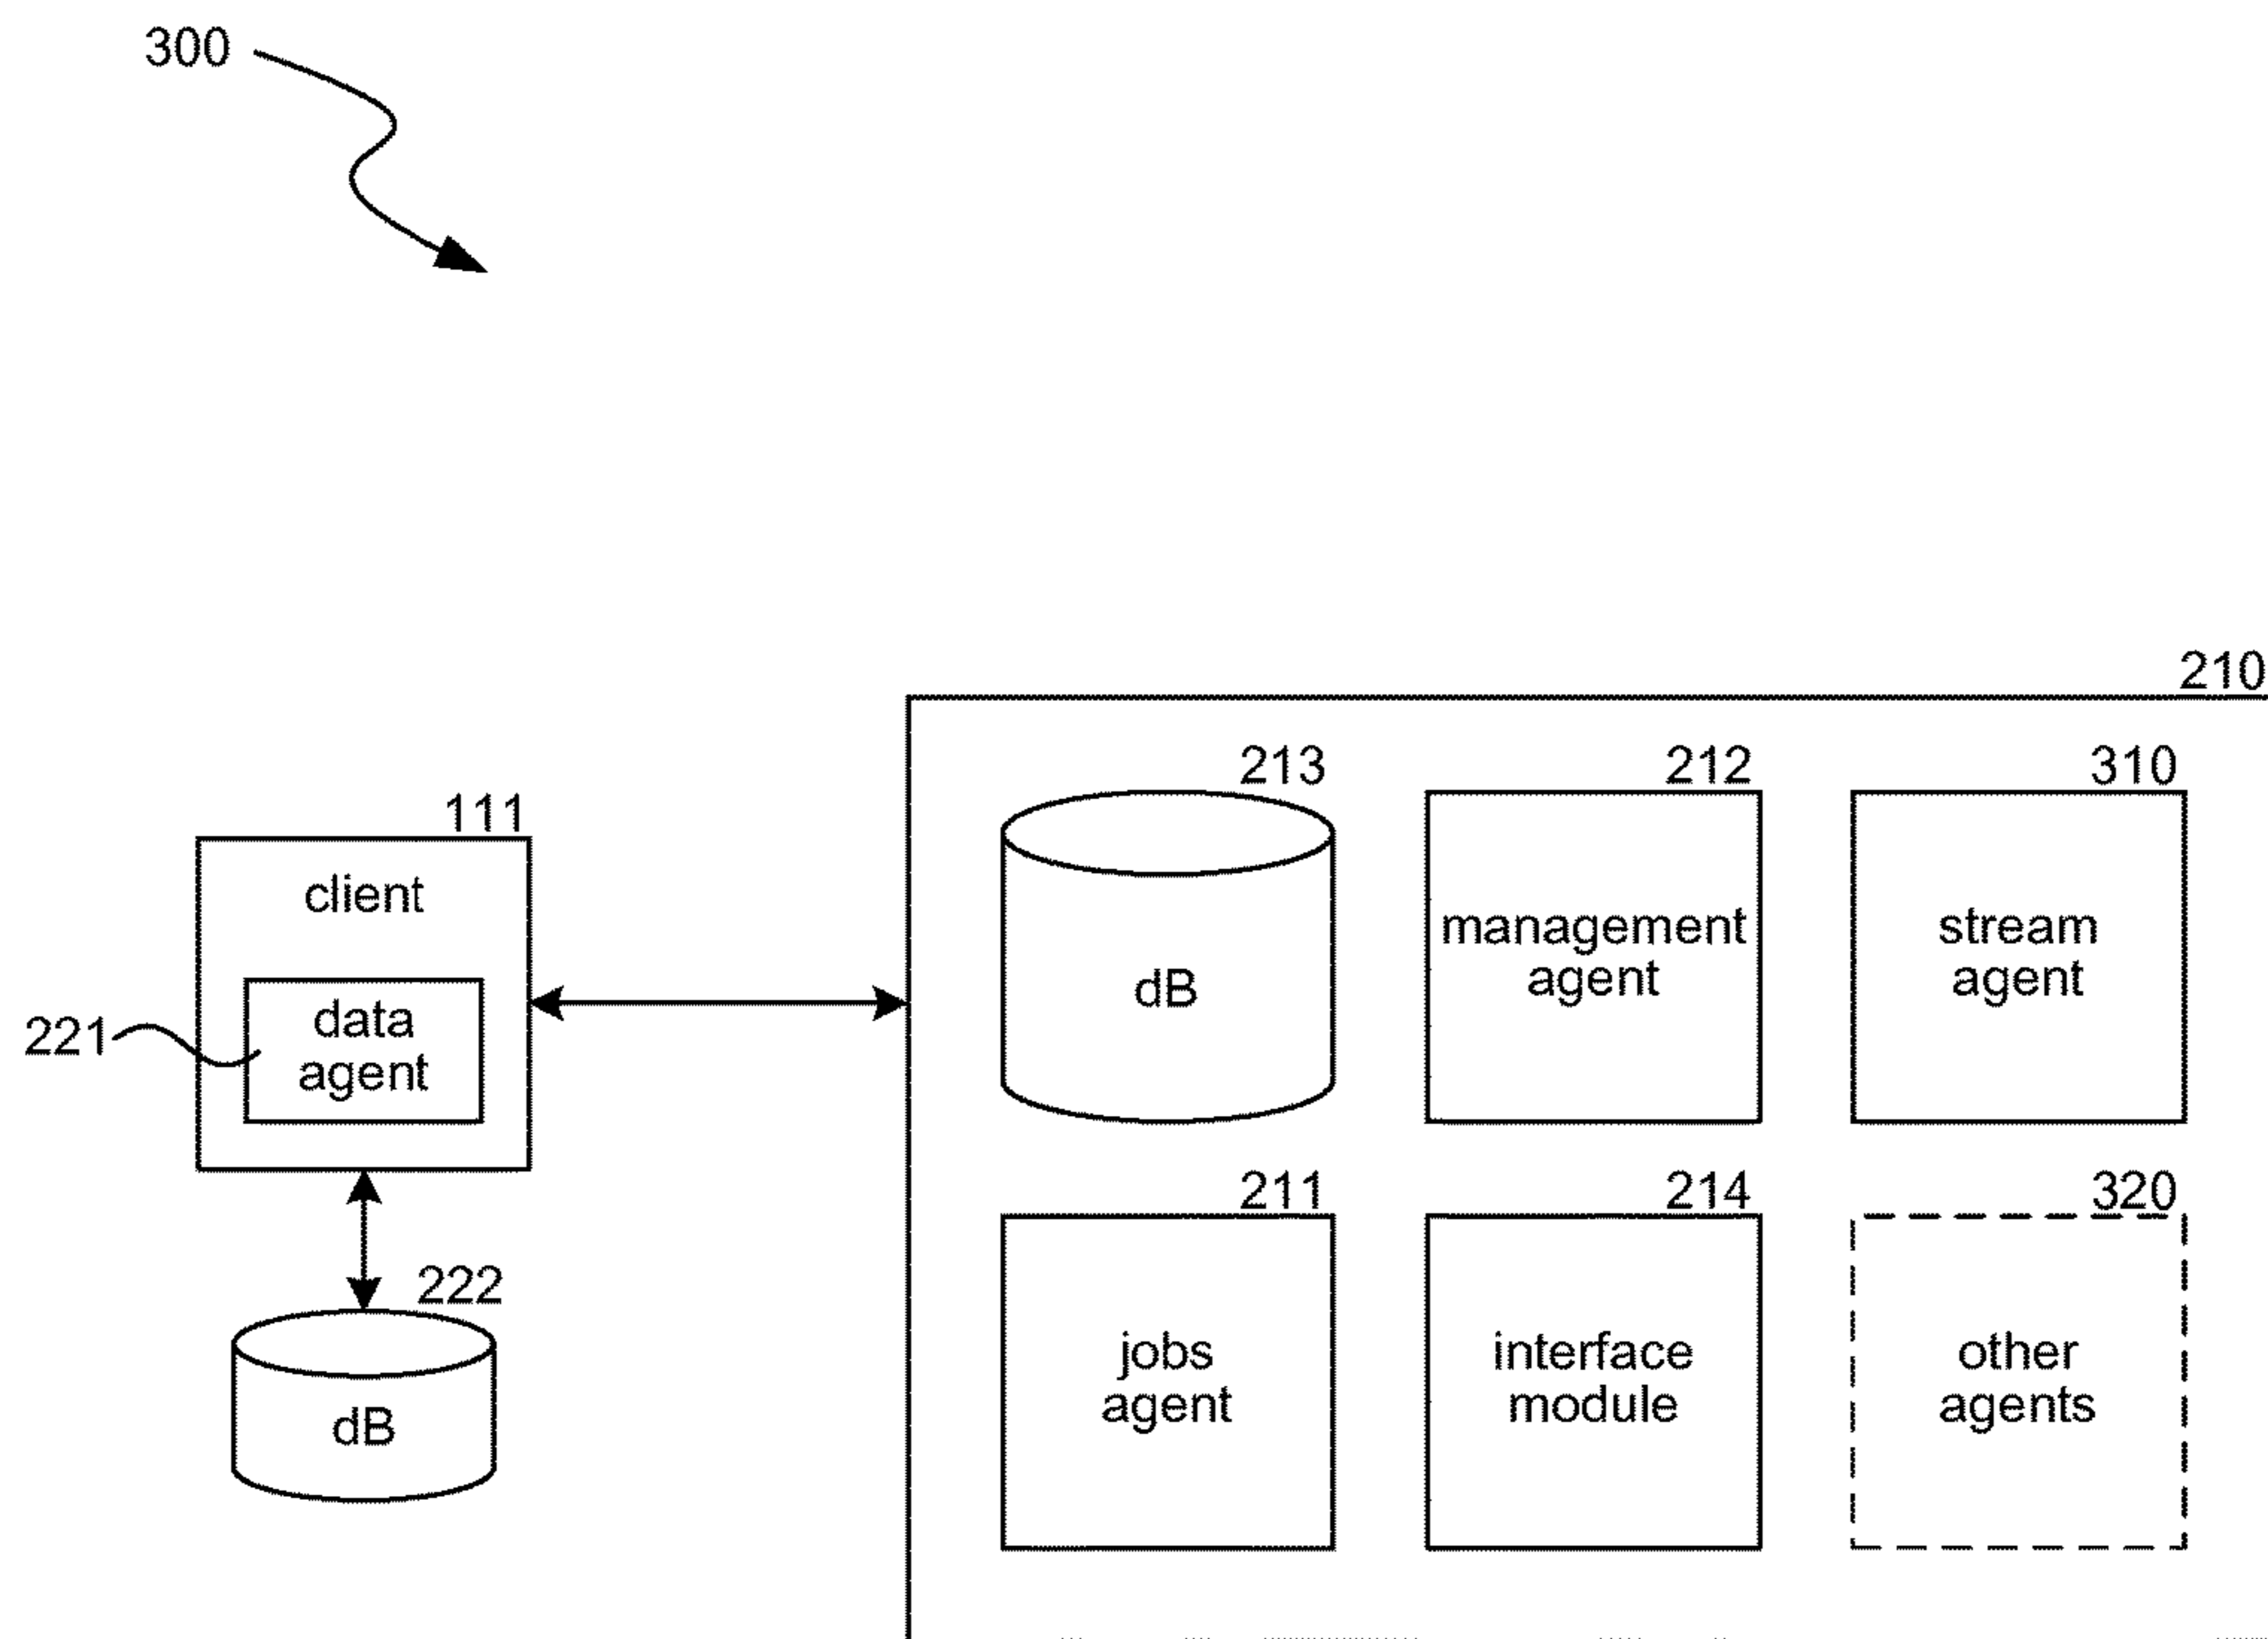 300
210
213
212
310
111
client
management
agent
stream
agent
dB
data
agent
221
211
214
320
222
jobs
agent
interface
module
other
agents
dB